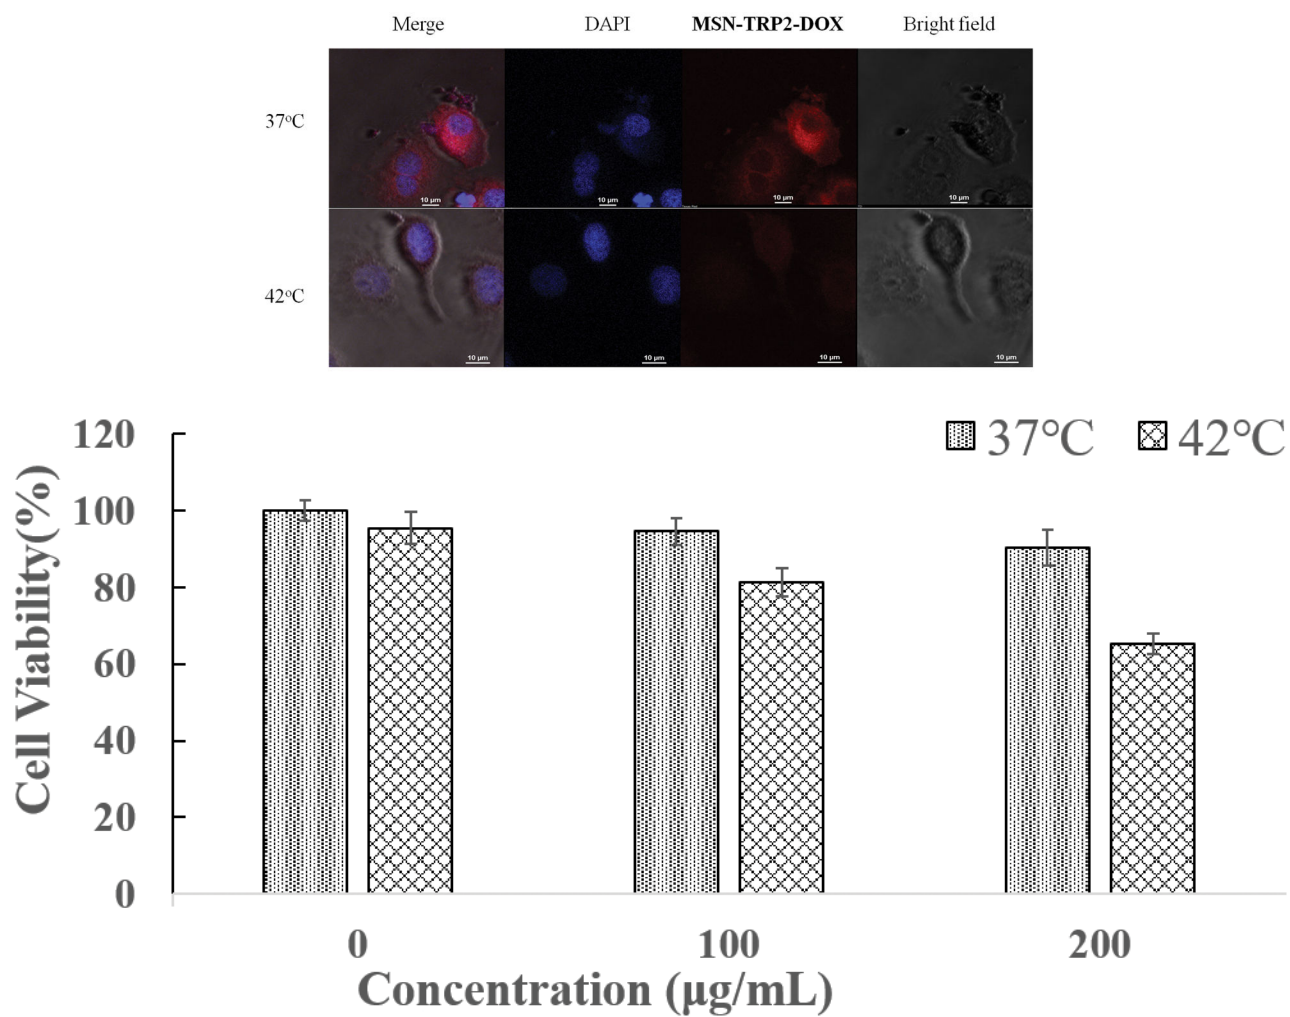 Merge DAPI MSN-TRP2-DOX Bright field
37°C
10 μm 10 μm 10 μm 10 μm
42°C
10 μm 10 μm 10 μm 10 μm
37°C 42°C
Cell Viability(%)
120
100
80
60
40
20
0
0 100 200
Concentration (μg/mL)